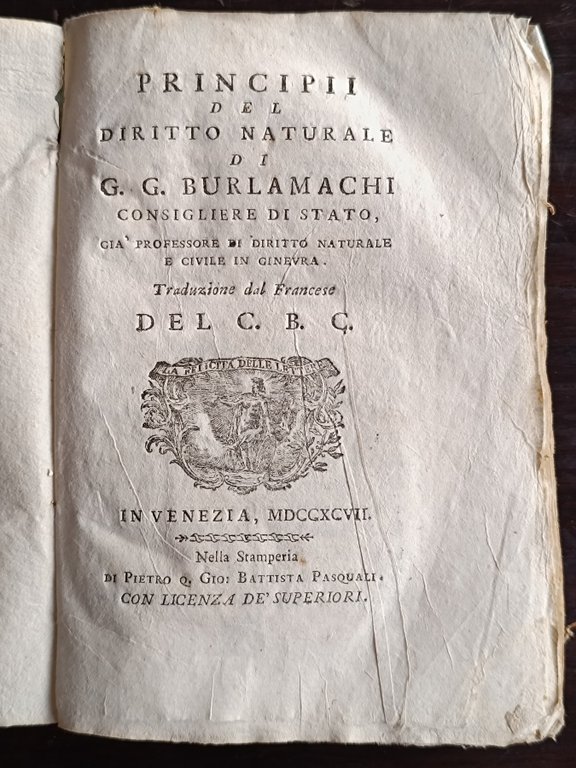 PRINCIPII
DEL
DIRITTO NATURALE
DI
G. G. BURLAMACHI
CONSIGLIERE DI STATO,
GIA' PROFESSORE DI DIRITTO NATURALE
E CIVILE IN GINEVRA.
Traduzione dal Francese
DEL C. B. C.
LA FELICITA DELLE LETTERE
IN VENEZIA, MDCCXCVII.
Nella Stamperia
DI PIETRO Q. GIO: BATTISTA PASQUALI.
CON LICENZA DE' SUPERIORI.